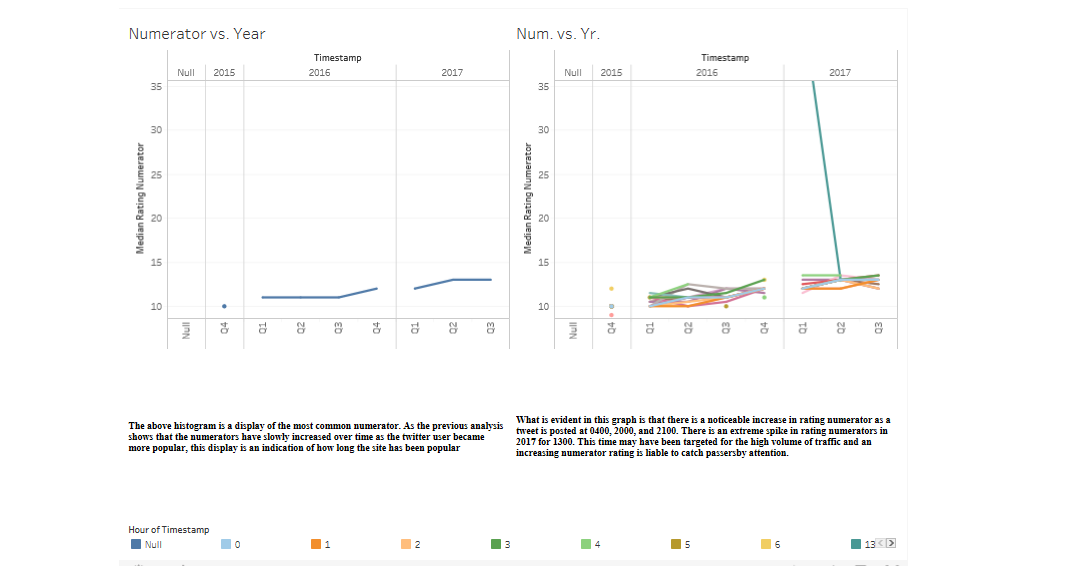 Numerator vs. Year
Timestamp
Null 2015 2016 2017
35
30
25
20
15
10
Median Rating Numerator
Null Q4 Q1 Q2 Q3 Q4 Q1 Q2 Q3
Num. vs. Yr.
Timestamp
Null 2015 2016 2017
35
30
25
20
15
10
Median Rating Numerator
Null Q4 Q1 Q2 Q3 Q4 Q1 Q2 Q3
The above histogram is a display of the most common numerator. As the previous analysis
shows that the numerators have slowly increased over time as the twitter user became
more popular, this display is an indication of how long the site has been popular
What is evident in this graph is that there is a noticeable increase in rating numerator as a
tweet is posted at 0400, 2000, and 2100. There is an extreme spike in rating numerators in
2017 for 1300. This time may have been targeted for the high volume of traffic and an
increasing numerator rating is liable to catch passersby attention.
Hour of Timestamp
Null 0 1 2 3 4 5 6 13